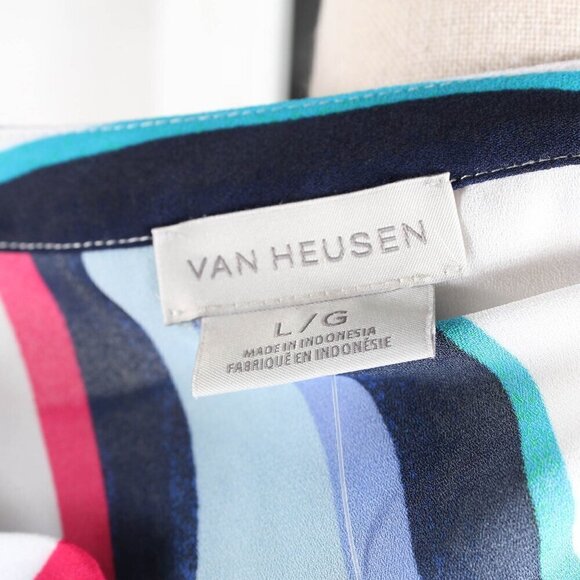 VAN HEUSEN
L/G
MADE IN INDONESIA
FABRIQUÉ EN INDONÉSIE